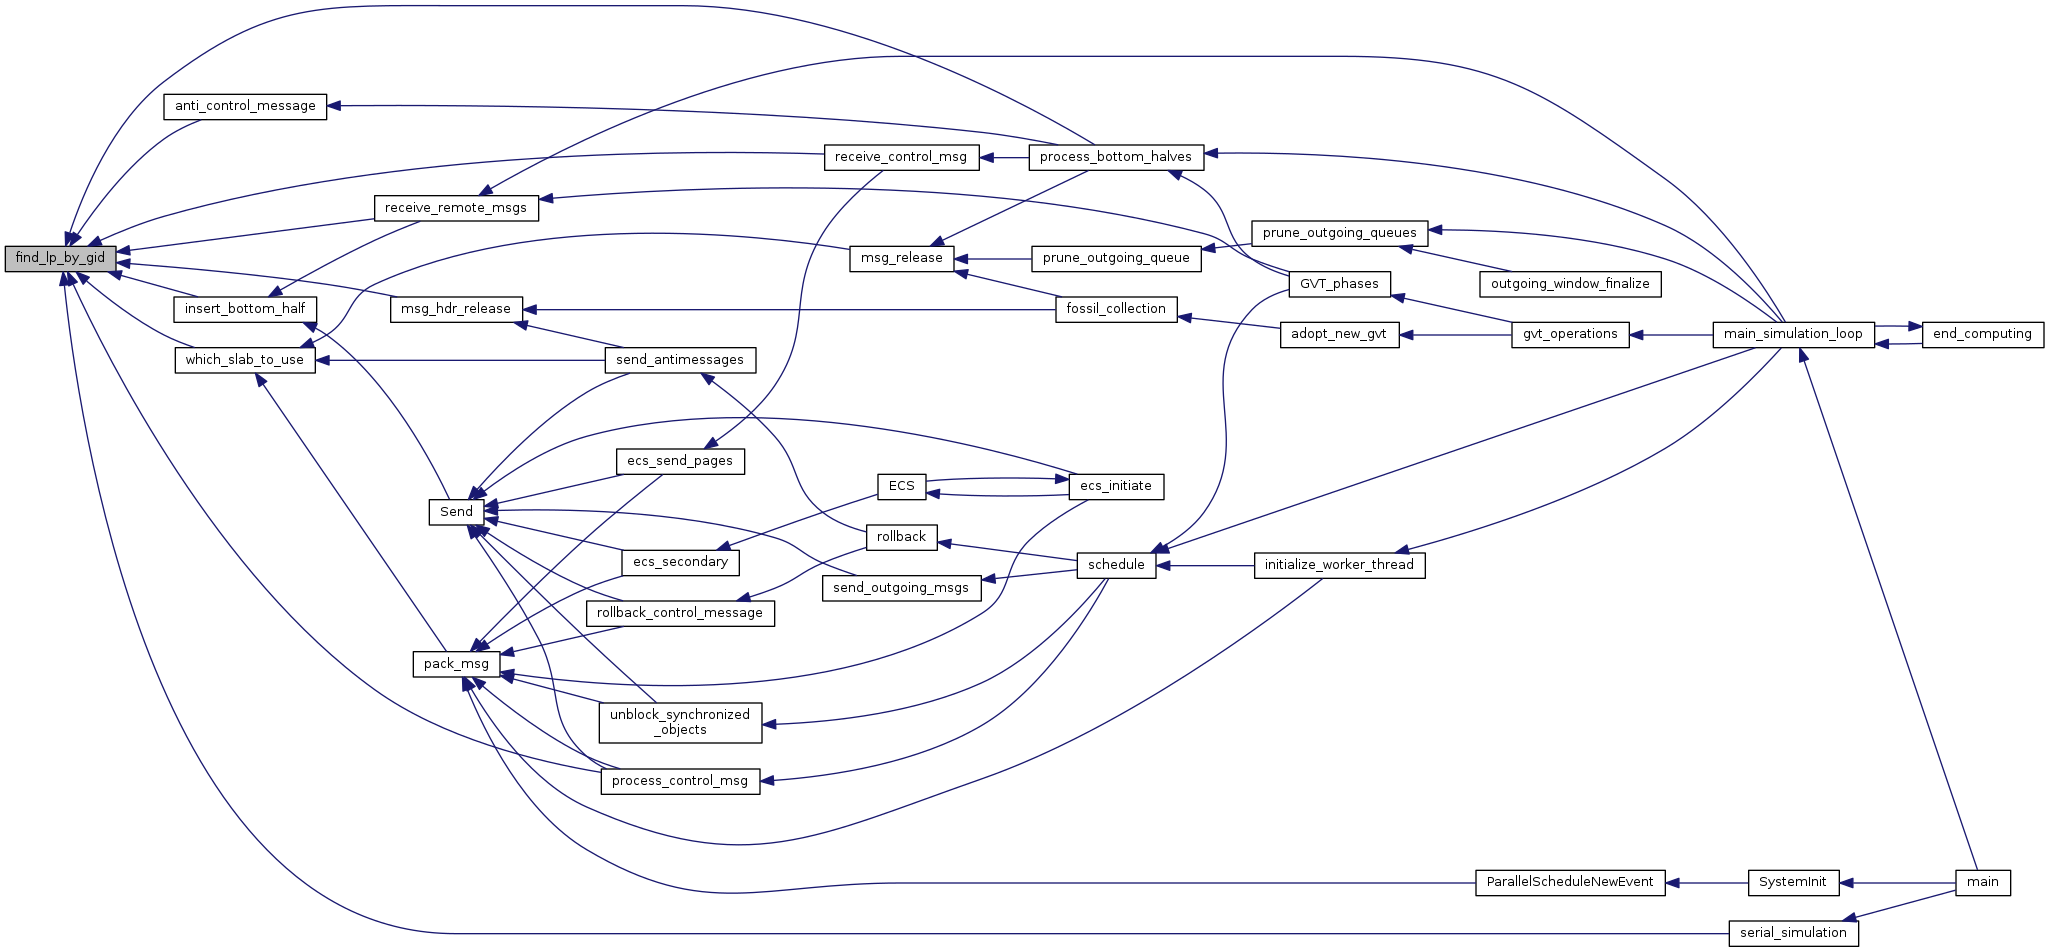 anti_control_message
receive_control_msg
process_bottom_halves
receive_remote_msgs
prune_outgoing_queues
find_lp_by_gid
msg_release
prune_outgoing_queue
GVT_phases
outgoing_window_finalize
insert_bottom_half
msg_hdr_release
fossil_collection
adopt_new_gvt
gvt_operations
main_simulation_loop
end_computing
which_slab_to_use
send_antimessages
ecs_send_pages
ECS
ecs_initiate
Send
rollback
ecs_secondary
schedule
initialize_worker_thread
send_outgoing_msgs
rollback_control_message
pack_msg
unblock_synchronized
_objects
process_control_msg
ParallelScheduleNewEvent
SystemInit
main
serial_simulation